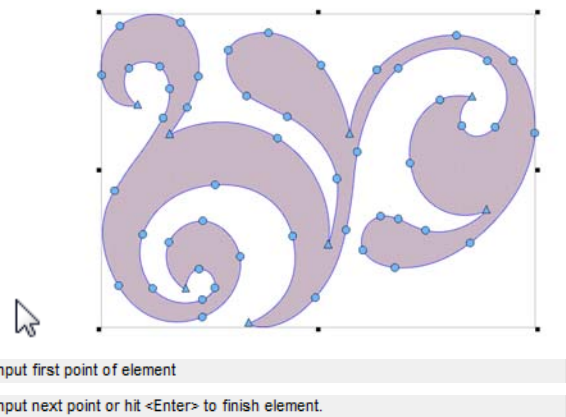 nput first point of element
nput next point or hit <Enter> to finish element.